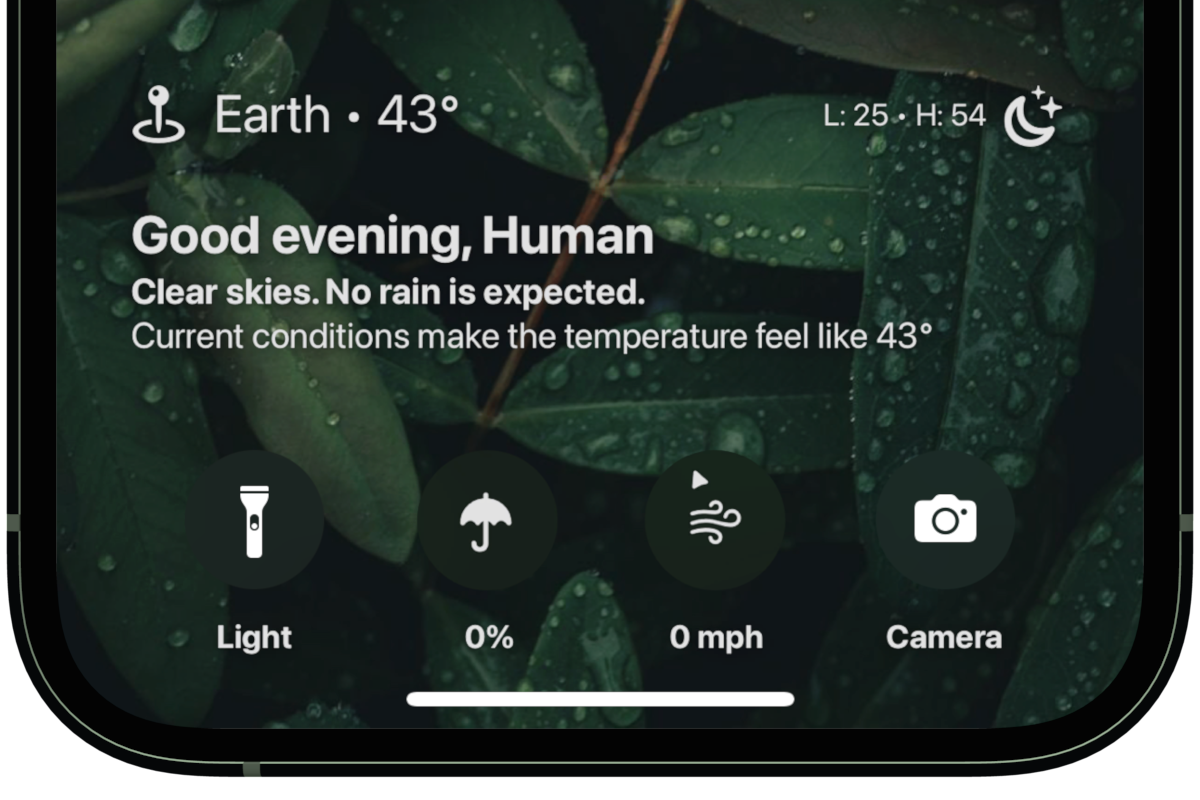 Earth • 43°
L: 25 • H: 54
Good evening, Human
Clear skies. No rain is expected.
Current conditions make the temperature feel like 43°
Light
0%
0 mph
Camera